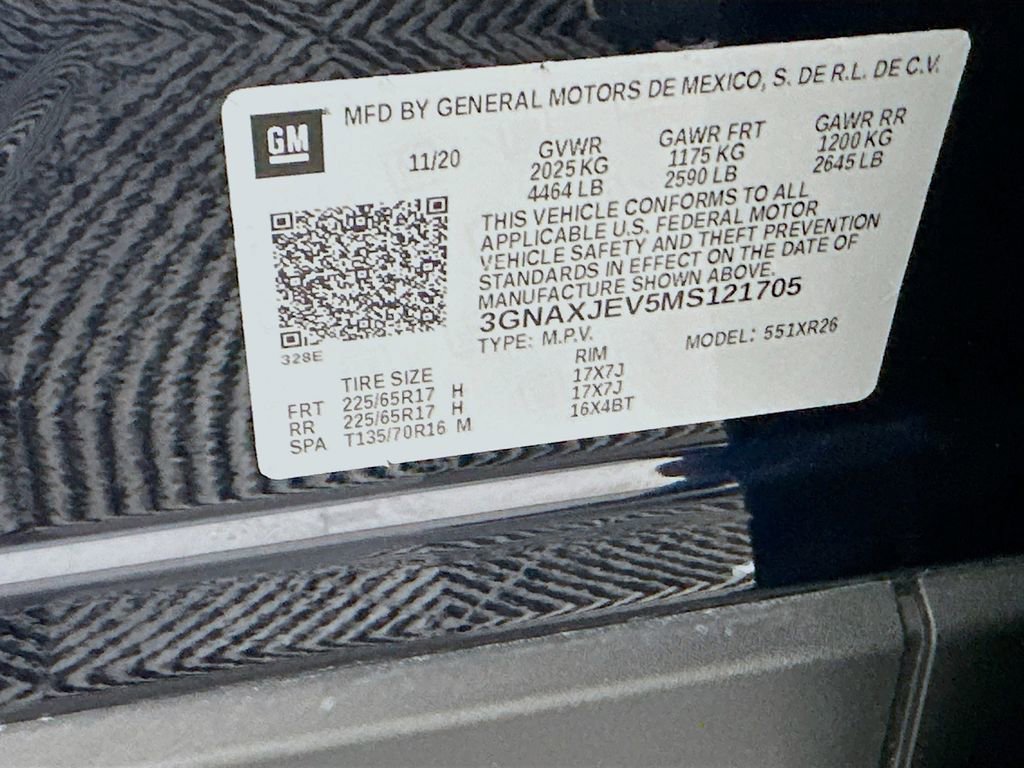 GM
MFD BY GENERAL MOTORS DE MEXICO, S. DE R.L. DE C.V.
11/20
GVWR
2025 KG
4464 LB
GAWR FRT
1175 KG
2590 LB
GAWR RR
1200 KG
2645 LB
THIS VEHICLE CONFORMS TO ALL
APPLICABLE U.S. FEDERAL MOTOR
VEHICLE SAFETY AND THEFT PREVENTION
STANDARDS IN EFFECT ON THE DATE OF
MANUFACTURE SHOWN ABOVE.
3GNAXJEV5MS121705
TYPE: M.P.V. MODEL: 551XR26
328E
TIRE SIZE RIM
FRT 225/65R17 H 17X7J
RR 225/65R17 H 17X7J
SPA T135/70R16 M 16X4BT